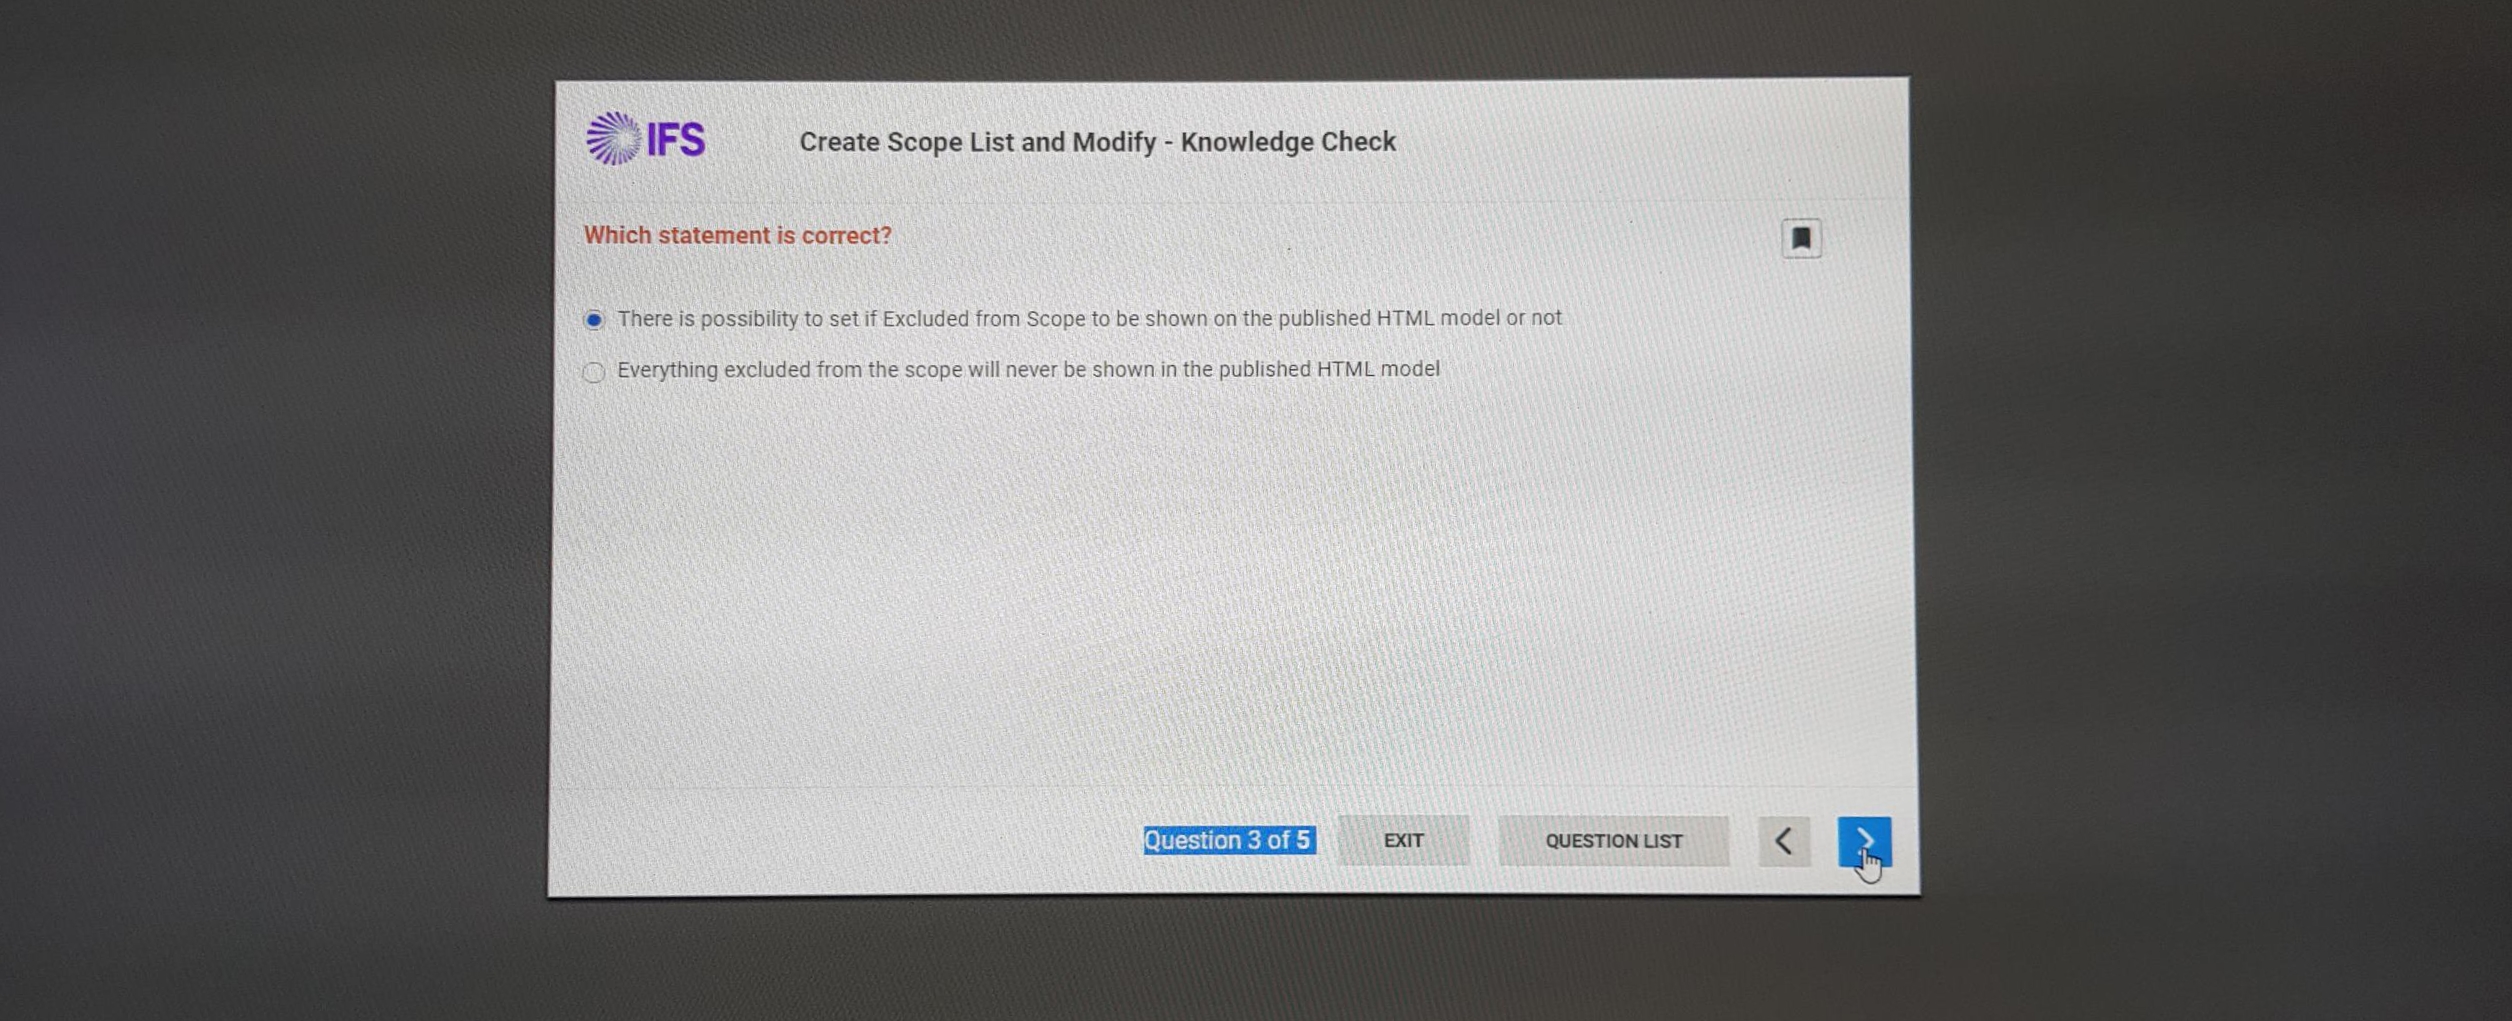 IFS
Create Scope List and Modify - Knowledge Check
Which statement is correct?
There is possibility to set if Excluded from Scope to be shown on the published HTML model or not
Everything excluded from the scope will never be shown in the published HTML model
Question 3 of 5
EXIT
QUESTION LIST